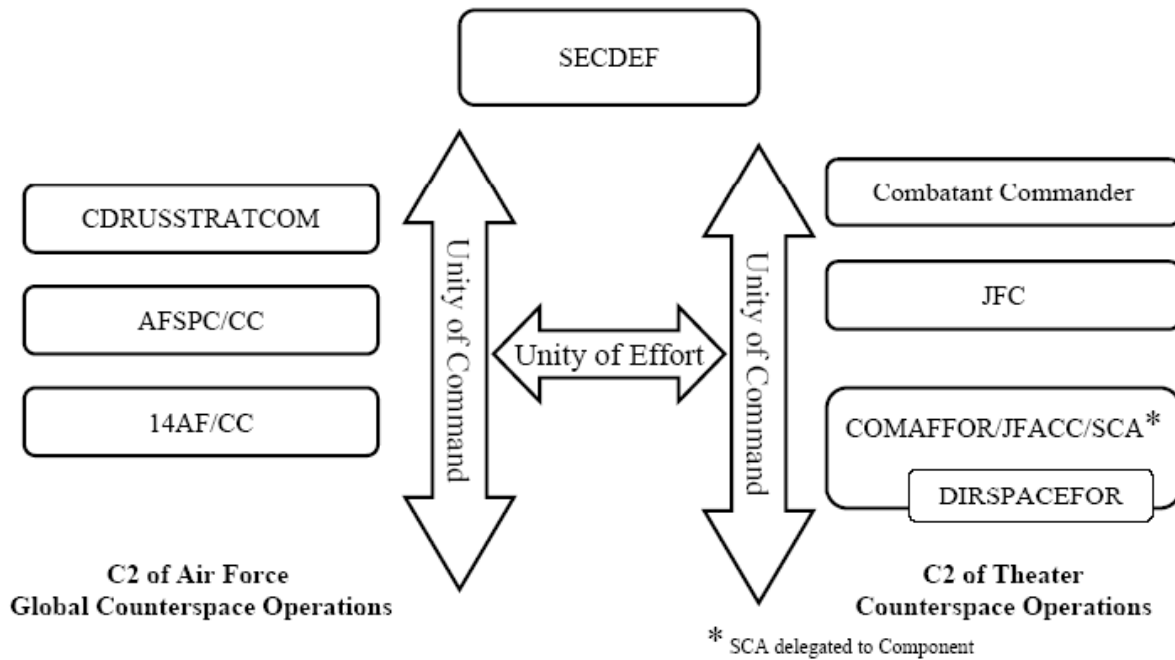 SECDEF
CDRUSSTRATCOM
AFSPC/CC
14AF/CC
Unity of Command
Unity of Effort
Unity of Command
Combatant Commander
JFC
COMAFFOR/JFACC/SCA*
DIRSPACEFOR
C2 of Air Force
Global Counterspace Operations
C2 of Theater
Counterspace Operations
* SCA delegated to Component